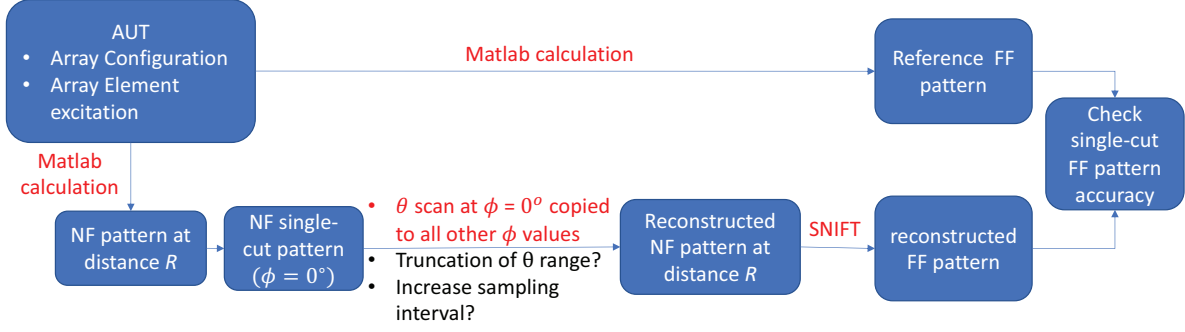 AUT
• Array Configuration
• Array Element
excitation
Matlab calculation
Reference FF
pattern
Check
single-cut
FF pattern
accuracy
Matlab
calculation
NF pattern at
distance R
NF single-
cut pattern
(ϕ = 0°)
• θ scan at ϕ = 0ᵒ copied
to all other ϕ values
• Truncation of θ range?
• Increase sampling
interval?
Reconstructed
NF pattern at
distance R
SNIFT
reconstructed
FF pattern